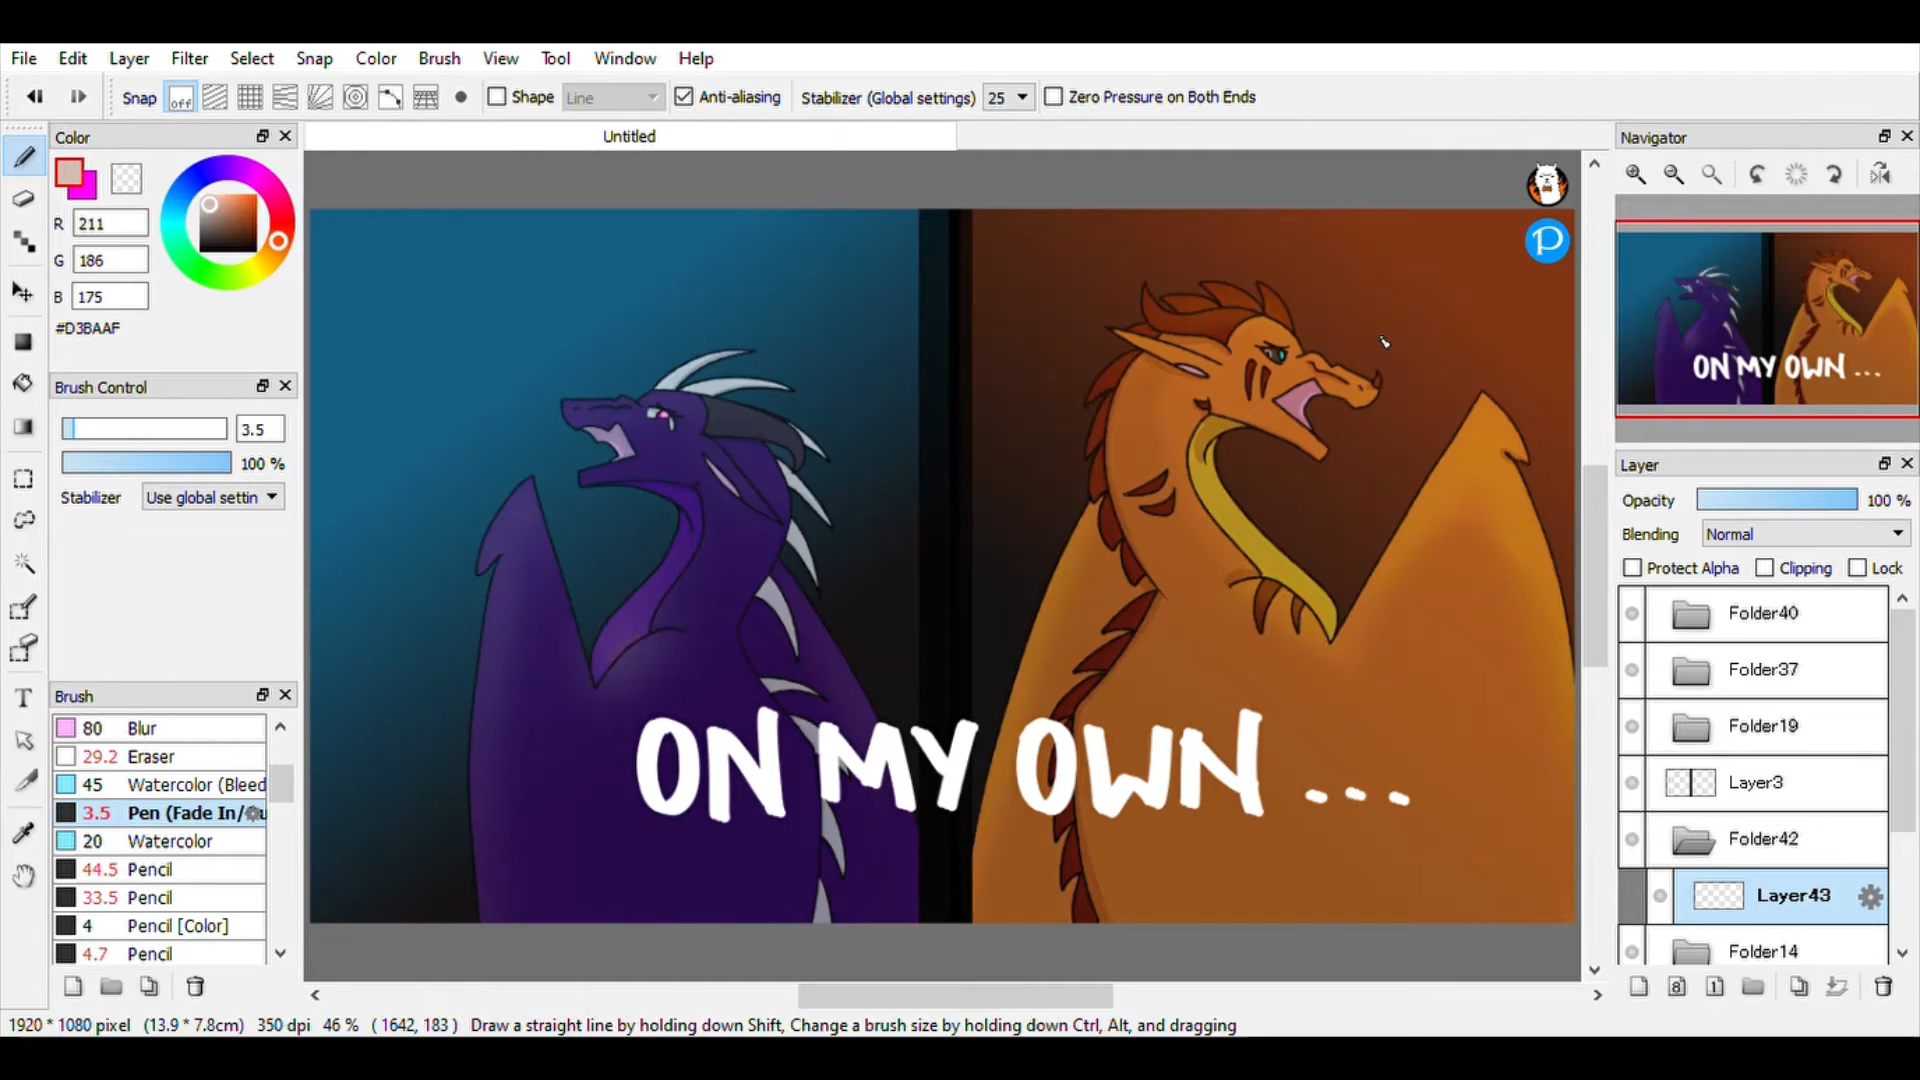 File Edit Layer Filter Select Snap Color Brush View Tool Window Help
Snap off Shape Line Anti-aliasing Stabilizer (Global settings) 25 Zero Pressure on Both Ends
Untitled
Color
R 211
G 186
B 175
#D3BAAF
Brush Control
3.5
100 %
Stabilizer Use global settin
Brush
80 Blur
29.2 Eraser
45 Watercolor (Bleed
3.5 Pen (Fade In/
20 Watercolor
44.5 Pencil
33.5 Pencil
4 Pencil [Color]
4.7 Pencil
T
P
ON MY OWN ...
Navigator
ON MY OWN ...
Layer
Opacity 100 %
Blending Normal
Protect Alpha Clipping Lock
Folder40
Folder37
Folder19
Layer3
Folder42
Layer43
Folder14
8 1
1920 * 1080 pixel (13.9 * 7.8cm) 350 dpi 46 % ( 1642, 183 ) Draw a straight line by holding down Shift, Change a brush size by holding down Ctrl, Alt, and dragging